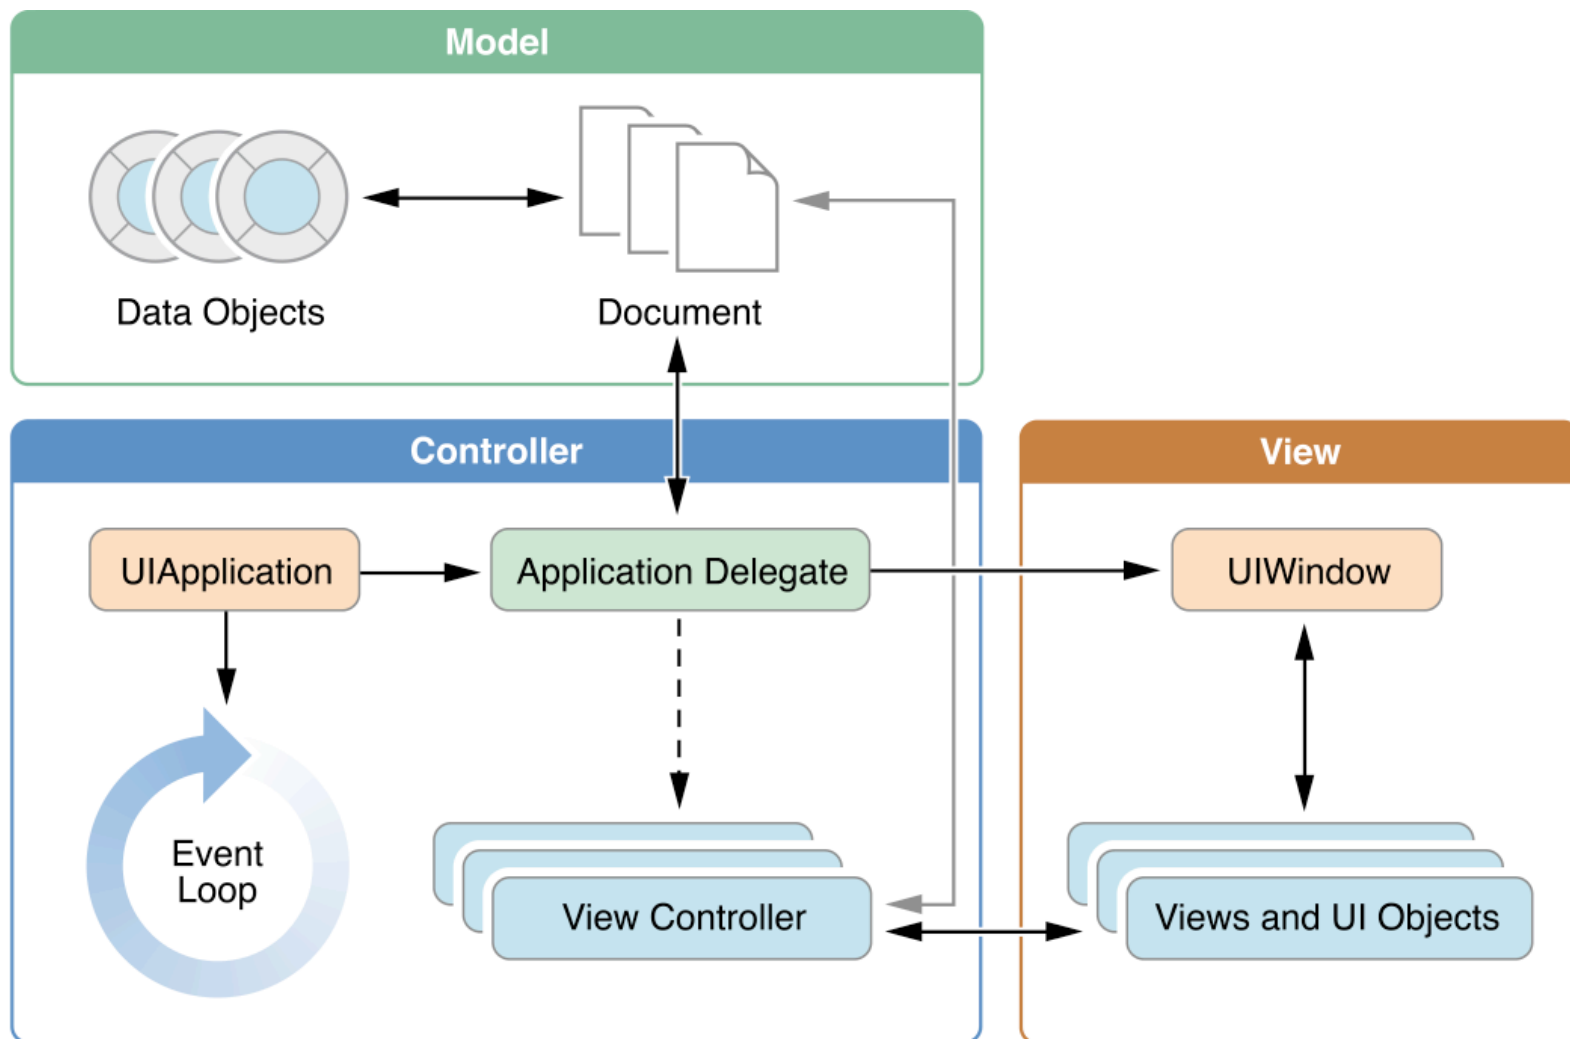 Model
Data Objects
Document
Controller
View
UIApplication
Application Delegate
UIWindow
Event
Loop
View Controller
Views and UI Objects